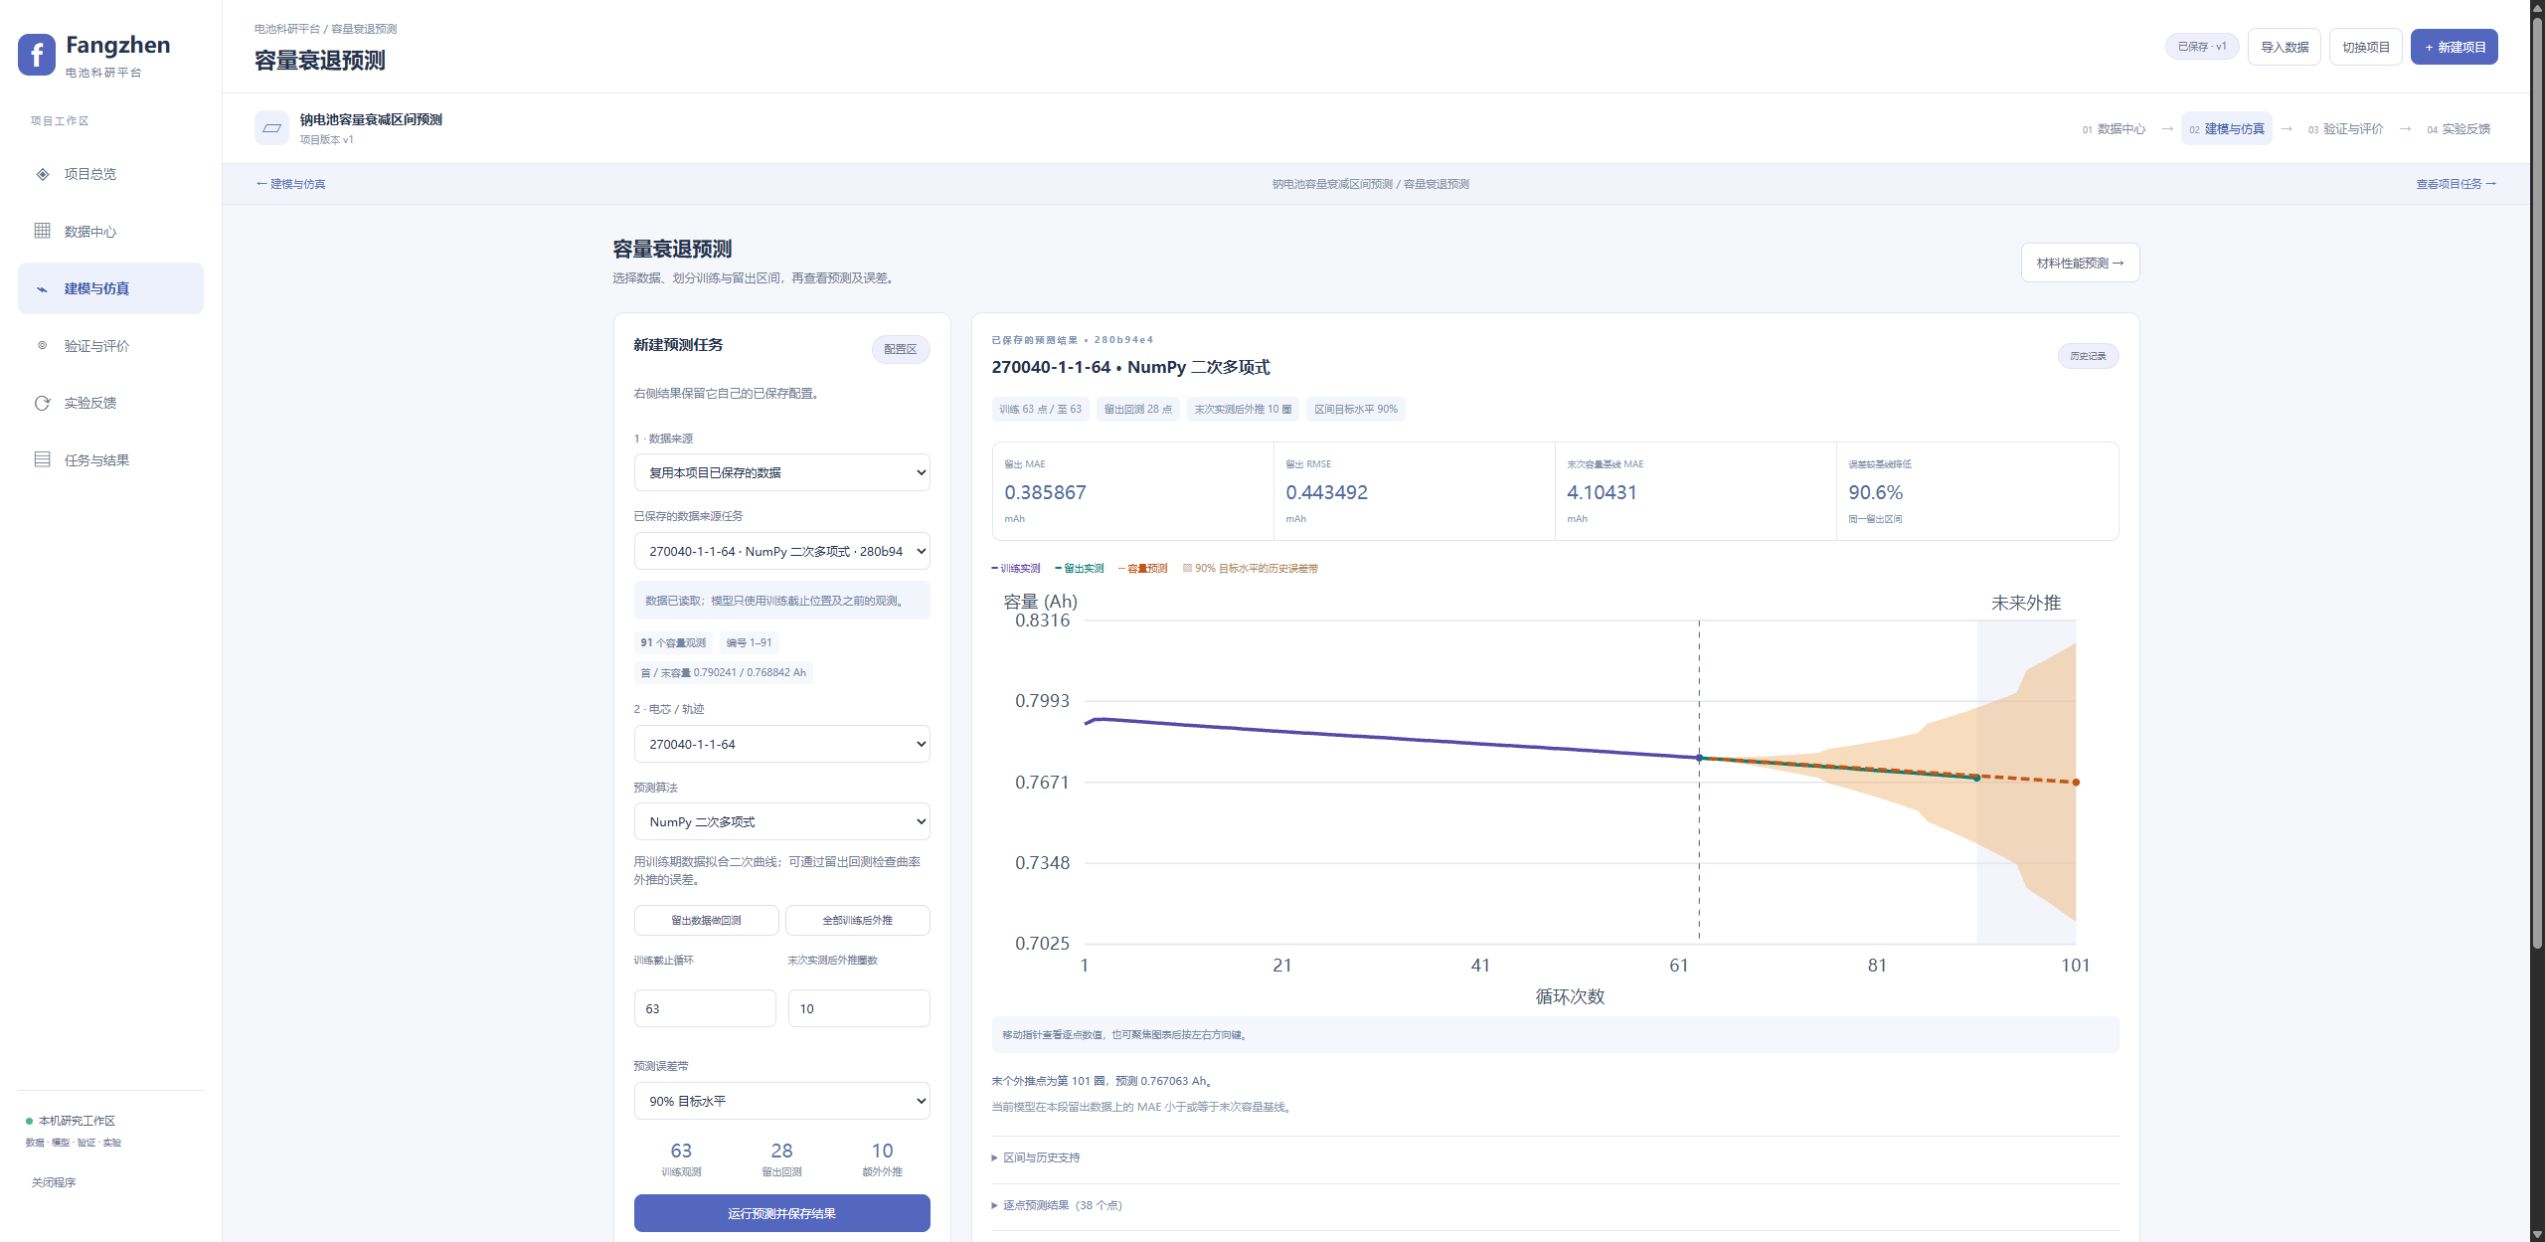 Fangzhen
电池科研平台
项目工作区
项目总览
数据中心
建模与仿真
验证与评价
实验反馈
任务与结果
本机研究工作区
数据 · 模型 · 验证 · 实验
关闭程序
电池科研平台 / 容量衰退预测
容量衰退预测
已保存 · v1
导入数据
切换项目
+ 新建项目
钠电池容量衰减区间预测
项目版本 v1
01 数据中心 → 02 建模与仿真 → 03 验证与评价 → 04 实验反馈
← 建模与仿真
钠电池容量衰减区间预测 / 容量衰退预测
查看项目任务 →
容量衰退预测
选择数据、划分训练与留出区间，再查看预测及误差。
材料性能预测 →
新建预测任务
配置区
右侧结果保留它自己的已保存配置。
1 · 数据来源
复用本项目已保存的数据
已保存的数据来源任务
270040-1-1-64 · NumPy 二次多项式 · 280b94
数据已读取；模型只使用训练截止位置及之前的观测。
91 个容量观测
编号 1–91
首 / 末容量 0.790241 / 0.768842 Ah
2 · 电芯 / 轨迹
270040-1-1-64
预测算法
NumPy 二次多项式
用训练期数据拟合二次曲线；可通过留出回测检查曲率
外推的误差。
留出数据做回测
全部训练后外推
训练截止循环
末次实测后外推圈数
63
10
预测误差带
90% 目标水平
63
28
10
训练观测
留出回测
额外外推
运行预测并保存结果
已保存的预测结果 • 280b94e4
270040-1-1-64 • NumPy 二次多项式
历史记录
训练 63 点 / 至 63
留出回测 28 点
末次实测后外推 10 圈
区间目标水平 90%
留出 MAE
0.385867
mAh
留出 RMSE
0.443492
mAh
末次容量基线 MAE
4.10431
mAh
误差较基线降低
90.6%
同一留出区间
训练实测
留出实测
容量预测
90% 目标水平的历史误差带
容量 (Ah)
未来外推
0.8316
0.7993
0.7671
0.7348
0.7025
1
21
41
61
81
101
循环次数
移动指针查看逐点数值，也可聚焦图表后按左右方向键。
末个外推点为第 101 圈，预测 0.767063 Ah。
当前模型在本段留出数据上的 MAE 小于或等于末次容量基线。
区间与历史支持
逐点预测结果（38 个点）